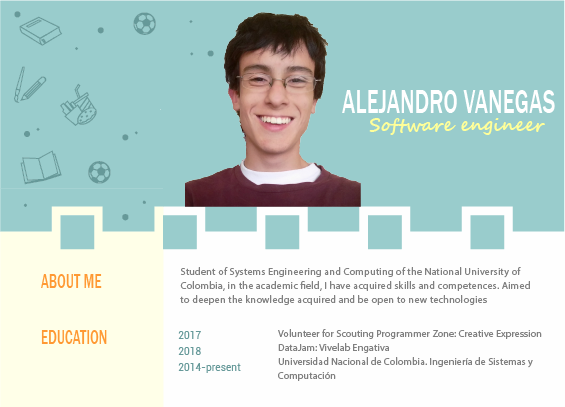 ALEJANDRO VANEGAS
Software engineer
ABOUT ME
Student of Systems Engineering and Computing of the National University of
Colombia, in the academic field, I have acquired skills and competences. Aimed
to deepen the knowledge acquired and be open to new technologies
EDUCATION
2017
Volunteer for Scouting Programmer Zone: Creative Expression
2018
DataJam: Vivelab Engativa
2014-present
Universidad Nacional de Colombia. Ingeniería de Sistemas y
Computación